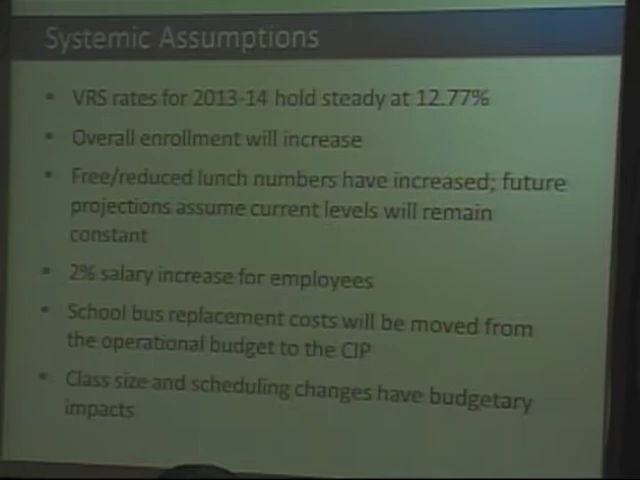 Systemic Assumptions
▪ VRS rates for 2013-14 hold steady at 12.77%
▪ Overall enrollment will increase
▪ Free/reduced lunch numbers have increased; future
projections assume current levels will remain
constant
▪ 2% salary increase for employees
▪ School bus replacement costs will be moved from
the operational budget to the CIP
▪ Class size and scheduling changes have budgetary
impacts